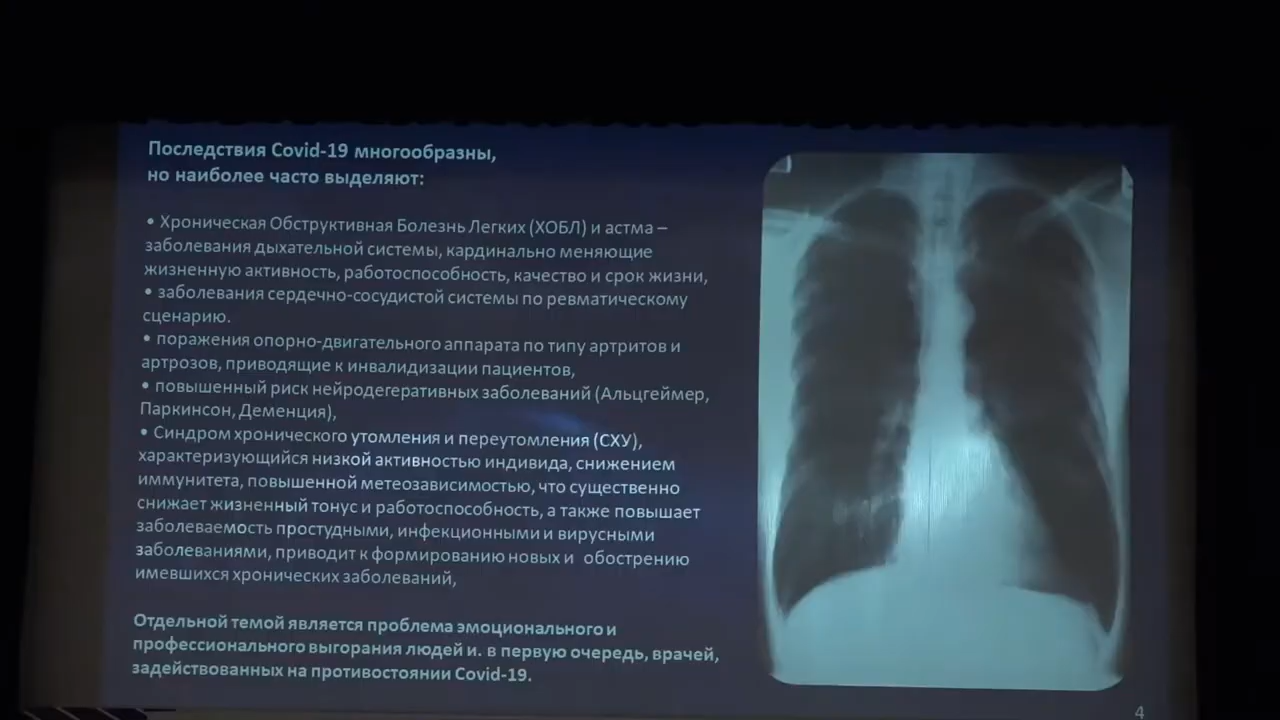 Последствия Covid-19 многообразны,
но наиболее часто выделяют:
• Хроническая Обструктивная Болезнь Легких (ХОБЛ) и астма –
заболевания дыхательной системы, кардинально меняющие
жизненную активность, работоспособность, качество и срок жизни,
• заболевания сердечно-сосудистой системы по ревматическому
сценарию.
• поражения опорно-двигательного аппарата по типу артритов и
артрозов, приводящие к инвалидизации пациентов,
• повышенный риск нейродегеративных заболеваний (Альцгеймер,
Паркинсон, Деменция),
• Синдром хронического утомления и переутомления (СХУ),
характеризующийся низкой активностью индивида, снижением
иммунитета, повышенной метеозависимостью, что существенно
снижает жизненный тонус и работоспособность, а также повышает
заболеваемость простудными, инфекционными и вирусными
заболеваниями, приводит к формированию новых и обострению
имевшихся хронических заболеваний,
Отдельной темой является проблема эмоционального и
профессионального выгорания людей и. в первую очередь, врачей,
задействованных на противостоянии Covid-19.
4